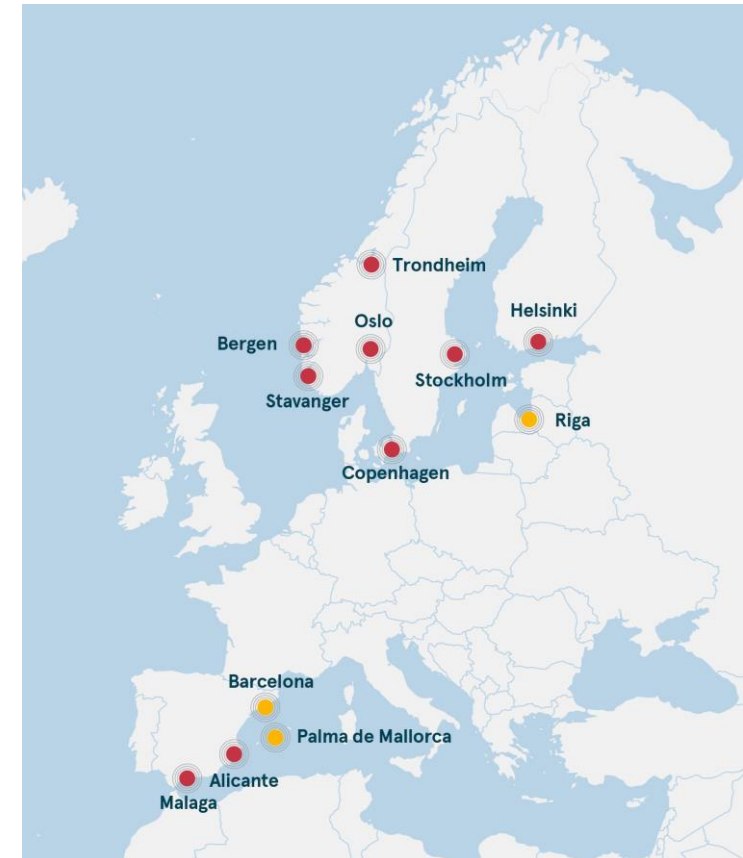 Trondheim
Helsinki
Oslo
Bergen
Stockholm
Stavanger
Riga
Copenhagen
Barcelona
Palma de Mallorca
Alicante
Malaga